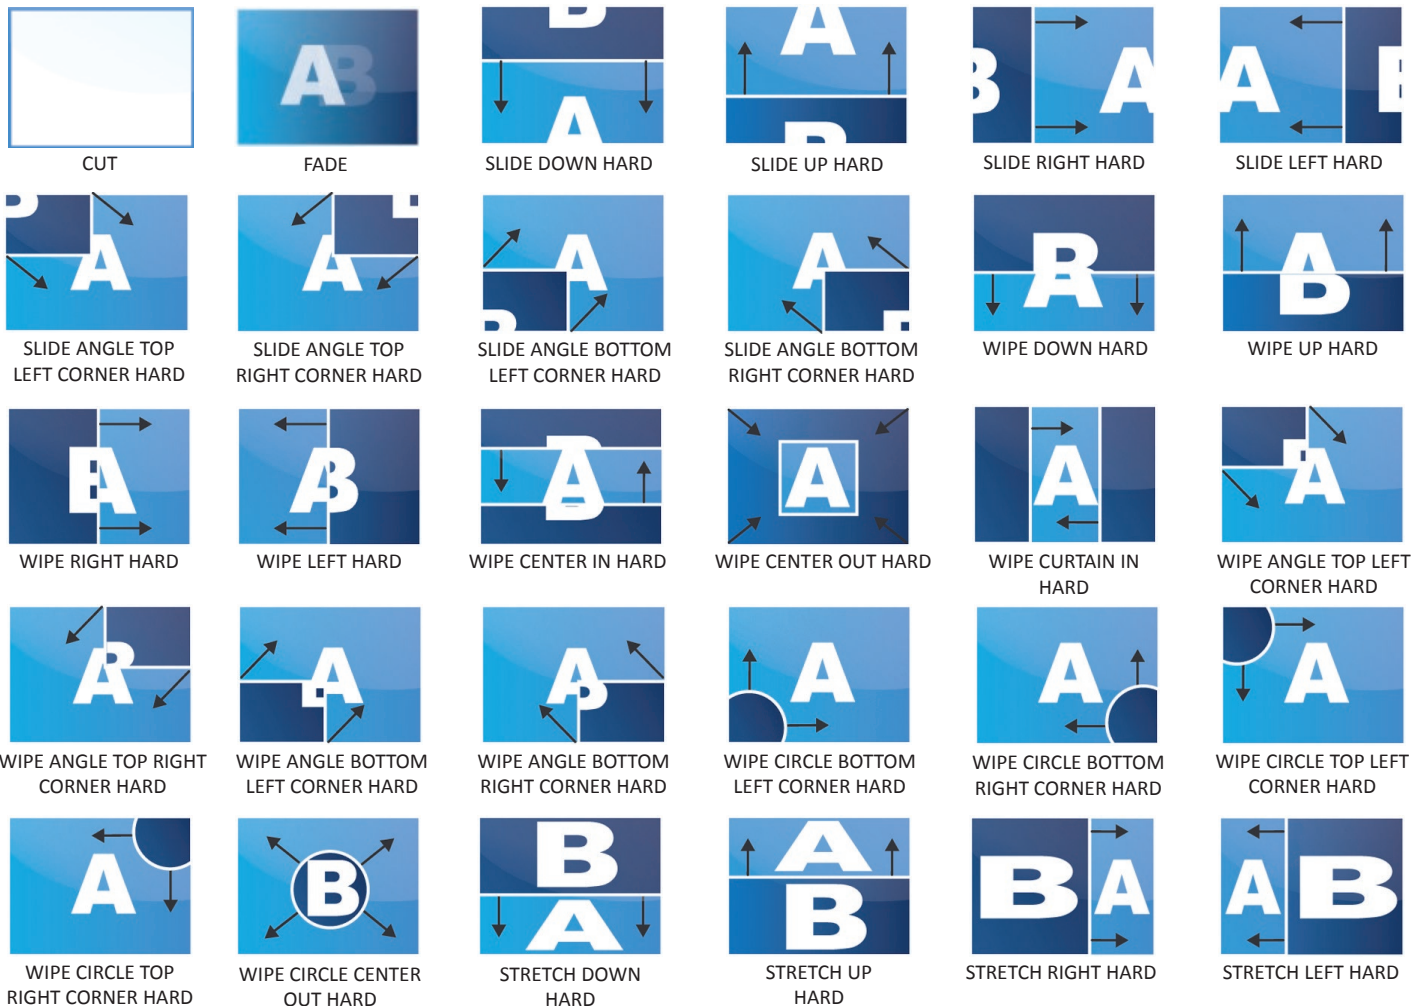 CUT
FADE
SLIDE DOWN HARD
SLIDE UP HARD
SLIDE RIGHT HARD
SLIDE LEFT HARD
SLIDE ANGLE TOP
LEFT CORNER HARD
SLIDE ANGLE TOP
RIGHT CORNER HARD
SLIDE ANGLE BOTTOM
LEFT CORNER HARD
SLIDE ANGLE BOTTOM
RIGHT CORNER HARD
WIPE DOWN HARD
WIPE UP HARD
WIPE RIGHT HARD
WIPE LEFT HARD
WIPE CENTER IN HARD
WIPE CENTER OUT HARD
WIPE CURTAIN IN
HARD
WIPE ANGLE TOP LEFT
CORNER HARD
WIPE ANGLE TOP RIGHT
CORNER HARD
WIPE ANGLE BOTTOM
LEFT CORNER HARD
WIPE ANGLE BOTTOM
RIGHT CORNER HARD
WIPE CIRCLE BOTTOM
LEFT CORNER HARD
WIPE CIRCLE BOTTOM
RIGHT CORNER HARD
WIPE CIRCLE TOP LEFT
CORNER HARD
WIPE CIRCLE TOP
RIGHT CORNER HARD
WIPE CIRCLE CENTER
OUT HARD
STRETCH DOWN
HARD
STRETCH UP
HARD
STRETCH RIGHT HARD
STRETCH LEFT HARD